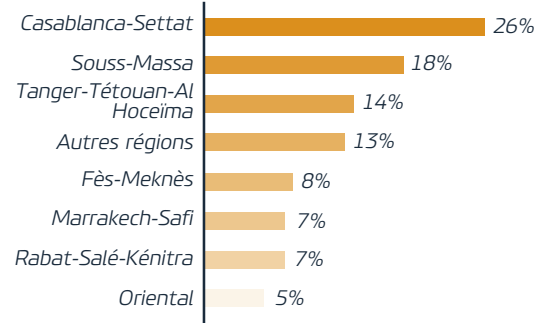 Casablanca-Settat 26%
Souss-Massa 18%
Tanger-Tétouan-Al
Hoceïma 14%
Autres régions 13%
Fès-Meknès 8%
Marrakech-Safi 7%
Rabat-Salé-Kénitra 7%
Oriental 5%